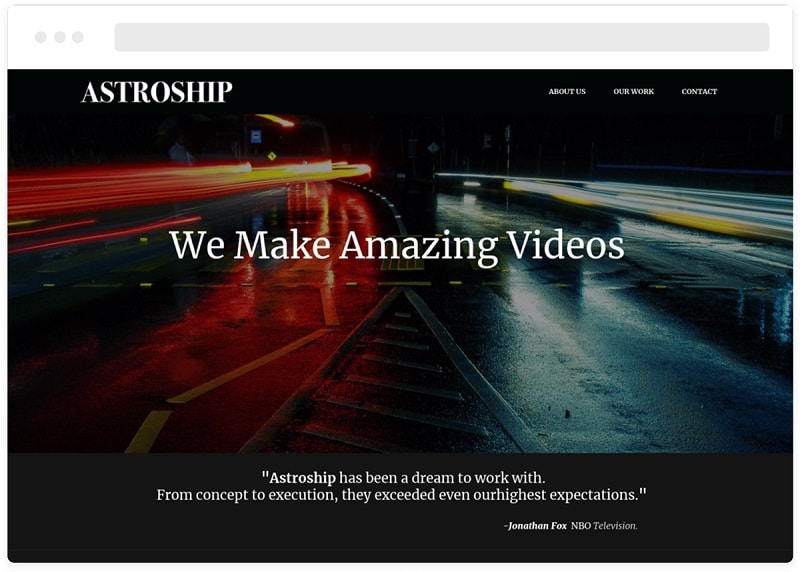 ASTROSHIP
ABOUT US OUR WORK CONTACT
We Make Amazing Videos
"Astroship has been a dream to work with.
From concept to execution, they exceeded even ourhighest expectations."
-Jonathan Fox NBO Television.